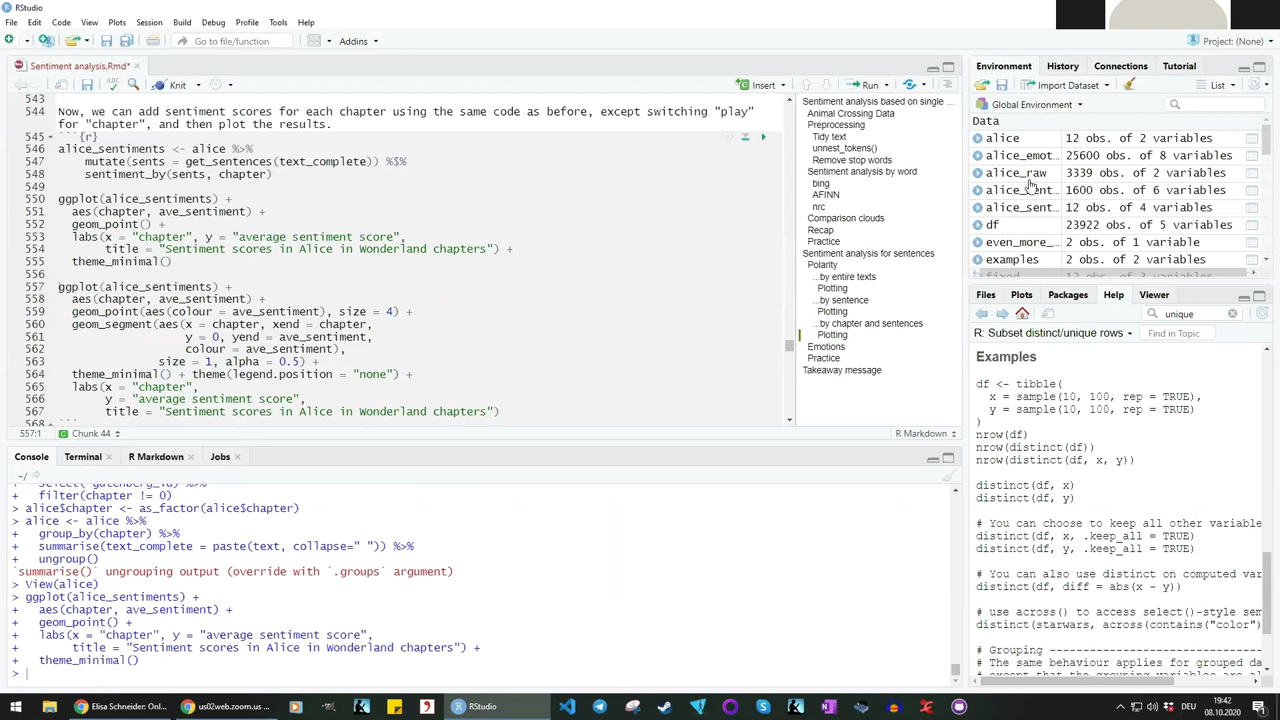 RStudio
File Edit Code View Plots Session Build Debug Profile Tools Help
Go to file/function
Addins
Project: (None)
Sentiment analysis.Rmd*
Knit
Insert
Run
543
544 Now, we can add sentiment scores for each chapter using the same code as before, except switching "play"
for "chapter", and then plot the results.
545 ```{r}
546 alice_sentiments <- alice %>%
547 mutate(sents = get_sentences(text_complete)) %$%
548 sentiment_by(sents, chapter)
549
550 ggplot(alice_sentiments) +
551 aes(chapter, ave_sentiment) +
552 geom_point() +
553 labs(x = "chapter", y = "average sentiment score",
554 title = "Sentiment scores in Alice in Wonderland chapters") +
555 theme_minimal()
556
557 ggplot(alice_sentiments) +
558 aes(chapter, ave_sentiment) +
559 geom_point(aes(colour = ave_sentiment), size = 4) +
560 geom_segment(aes(x = chapter, xend = chapter,
561 y = 0, yend = ave_sentiment,
562 colour = ave_sentiment),
563 size = 1, alpha = 0.5) +
564 theme_minimal() + theme(legend.position = "none") +
565 labs(x = "chapter",
566 y = "average sentiment score",
567 title = "Sentiment scores in Alice in Wonderland chapters")
568 ```
557:1 Chunk 44 R Markdown
Sentiment analysis based on single ...
Animal Crossing Data
Preprocessing
Tidy text
unnest_tokens()
Remove stop words
Sentiment analysis by word
bing
AFINN
nrc
Comparison clouds
Recap
Practice
Sentiment analysis for sentences
Polarity
...by entire texts
Plotting
...by sentence
Plotting
...by chapter and sentences
Plotting
Emotions
Practice
Takeaway message
Console Terminal R Markdown Jobs
~/
+ select(-gutenberg_id) %>%
+ filter(chapter != 0)
> alice$chapter <- as_factor(alice$chapter)
> alice <- alice %>%
+ group_by(chapter) %>%
+ summarise(text_complete = paste(text, collapse=" ")) %>%
+ ungroup()
`summarise()` ungrouping output (override with `.groups` argument)
> View(alice)
> ggplot(alice_sentiments) +
+ aes(chapter, ave_sentiment) +
+ geom_point() +
+ labs(x = "chapter", y = "average sentiment score",
+ title = "Sentiment scores in Alice in Wonderland chapters") +
+ theme_minimal()
>
Environment History Connections Tutorial
Import Dataset List
Global Environment
Data
alice 12 obs. of 2 variables
alice_emot... 25600 obs. of 8 variables
alice_raw 3339 obs. of 2 variables
alice_sent... 1600 obs. of 6 variables
alice_sent... 12 obs. of 4 variables
df 23922 obs. of 5 variables
even_more_... 2 obs. of 1 variable
examples 2 obs. of 2 variables
fixed 12 obs. of 3 variables
Files Plots Packages Help Viewer
unique
R: Subset distinct/unique rows Find in Topic
Examples
df <- tibble(
x = sample(10, 100, rep = TRUE),
y = sample(10, 100, rep = TRUE)
)
nrow(df)
nrow(distinct(df))
nrow(distinct(df, x, y))
distinct(df, x)
distinct(df, y)
# You can choose to keep all other variable
distinct(df, x, .keep_all = TRUE)
distinct(df, y, .keep_all = TRUE)
# You can also use distinct on computed var
distinct(df, diff = abs(x - y))
# use across() to access select()-style sem
distinct(starwars, across(contains("color")
# Grouping
# The same behaviour applies for grouped da
# except that the grouping variables are al
Elisa Schneider: Onl...
us02web.zoom.us ...
RStudio
DEU
19:42
08.10.2020